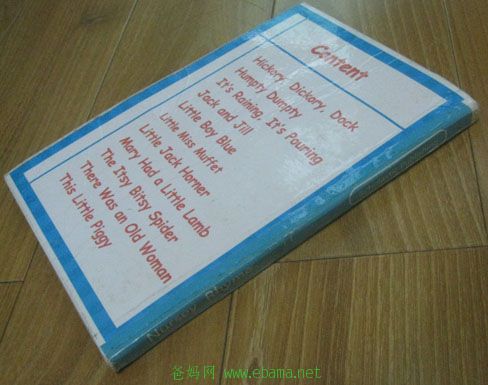 Content
Hickory, Dickory, Dock
Humpty Dumpty
It's Raining, It's Pouring
Jack and Jill
Little Boy Blue
Little Miss Muffet
Little Jack Horner
Mary Had a Little Lamb
The Itsy Bitsy Spider
There Was an Old Woman
This Little Piggy
爸妈网 www.ebama.net